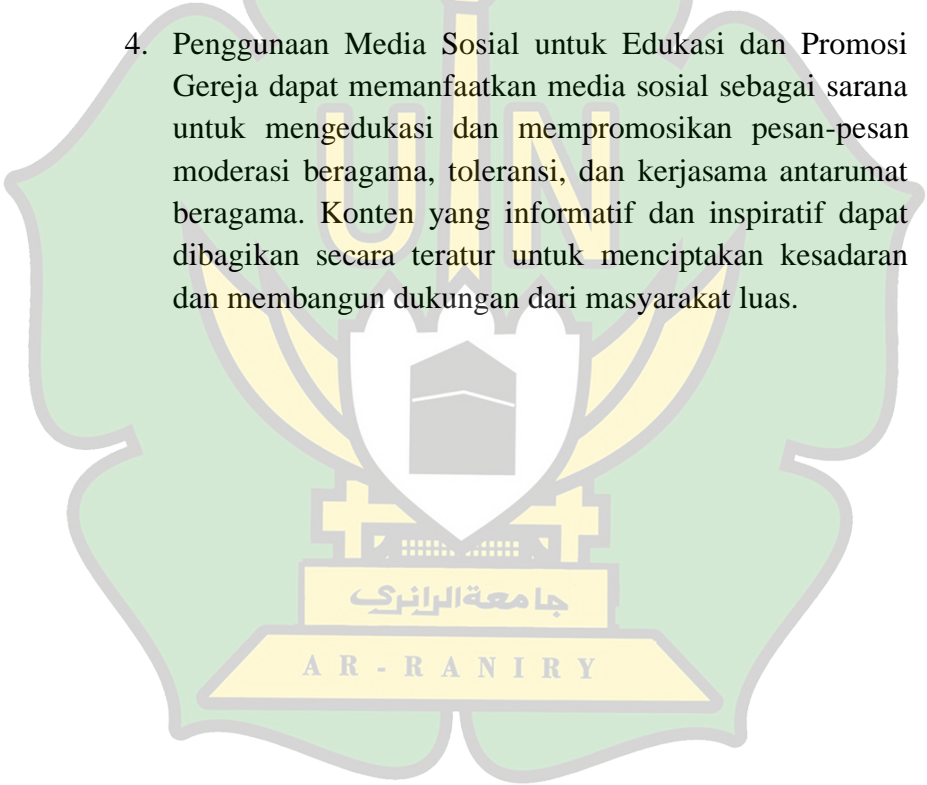 4. Penggunaan Media Sosial untuk Edukasi dan Promosi
Gereja dapat memanfaatkan media sosial sebagai sarana
untuk mengedukasi dan mempromosikan pesan-pesan
moderasi beragama, toleransi, dan kerjasama antarumat
beragama. Konten yang informatif dan inspiratif dapat
dibagikan secara teratur untuk menciptakan kesadaran
dan membangun dukungan dari masyarakat luas.
UIN
جامعةالرانرك
AR-RANIRY